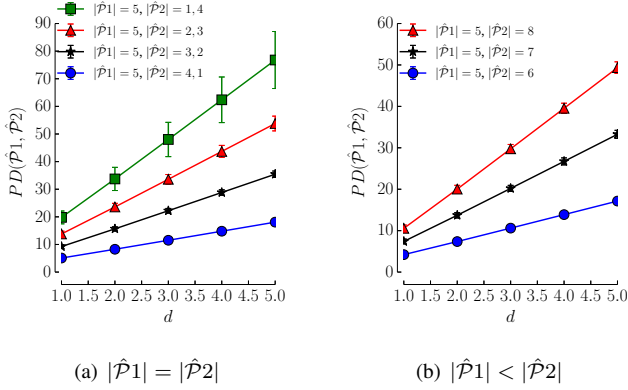 |P̂1| = 5, |P̂2| = 1, 4
|P̂1| = 5, |P̂2| = 2, 3
|P̂1| = 5, |P̂2| = 3, 2
|P̂1| = 5, |P̂2| = 4, 1
90
80
70
60
50
40
30
20
10
0
PD(P̂1, P̂2)
1.0 1.5 2.0 2.5 3.0 3.5 4.0 4.5 5.0
d
(a) |P̂1| = |P̂2|
|P̂1| = 5, |P̂2| = 8
|P̂1| = 5, |P̂2| = 7
|P̂1| = 5, |P̂2| = 6
60
50
40
30
20
10
0
PD(P̂1, P̂2)
1.0 1.5 2.0 2.5 3.0 3.5 4.0 4.5 5.0
d
(b) |P̂1| < |P̂2|